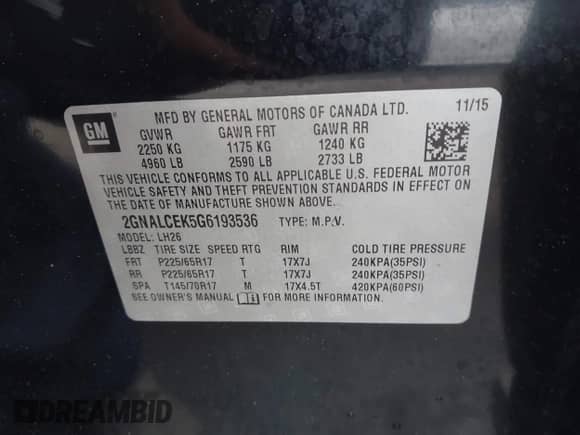 MFD BY GENERAL MOTORS OF CANADA LTD. 11/15
GM
GVWR GAWR FRT GAWR RR
2250 KG 1175 KG 1240 KG
4960 LB 2590 LB 2733 LB
THIS VEHICLE CONFORMS TO ALL APPLICABLE U.S. FEDERAL MOTOR
VEHICLE SAFETY AND THEFT PREVENTION STANDARDS IN EFFECT ON
THE DATE OF MANUFACTURE SHOWN ABOVE.
2GNALCEK5G6193536 TYPE: M.P.V.
MODEL: LH26
LBBZ TIRE SIZE SPEED RTG RIM COLD TIRE PRESSURE
FRT P225/65R17 T 17X7J 240KPA(35PSI)
RR P225/65R17 T 17X7J 240KPA(35PSI)
SPA T145/70R17 M 17X4.5T 420KPA(60PSI)
SEE OWNER'S MANUAL FOR MORE INFORMATION.
DREAMBID